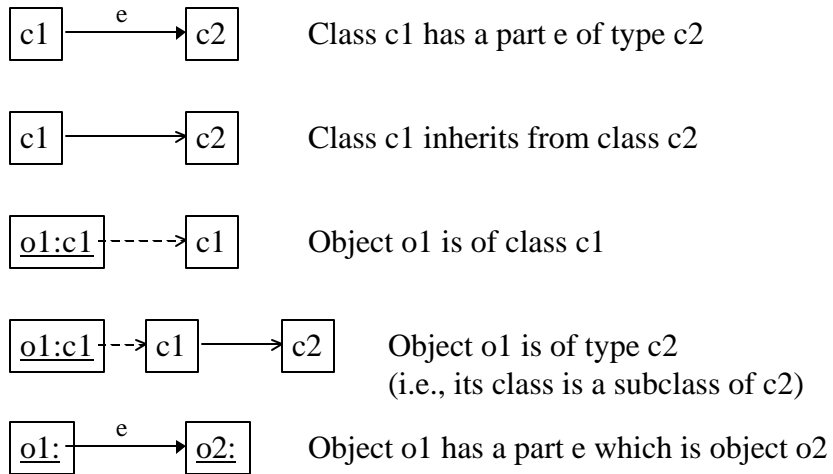 e
c1 c2 Class c1 has a part e of type c2
c1 c2 Class c1 inherits from class c2
o1:c1 c1 Object o1 is of class c1
o1:c1 c1 c2 Object o1 is of type c2
(i.e., its class is a subclass of c2)
e
o1: o2: Object o1 has a part e which is object o2